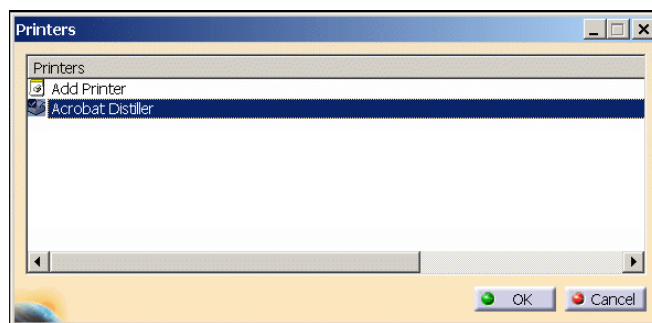 Printers
Printers
Add Printer
Acrobat Distiller
OK
Cancel